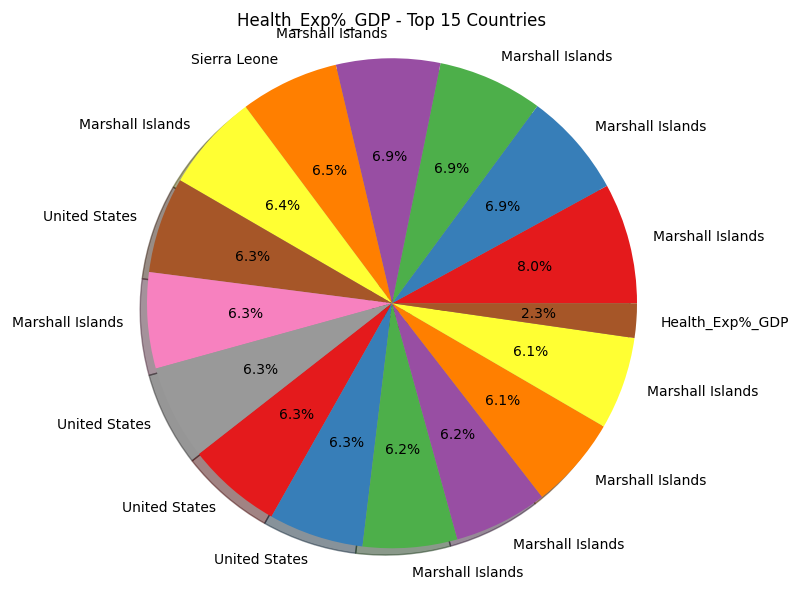 Health_Exp%_GDP - Top 15 Countries
Marshall Islands
Sierra Leone
Marshall Islands
Marshall Islands
Marshall Islands
United States
Marshall Islands
United States
United States
United States
Marshall Islands
Marshall Islands
Marshall Islands
Marshall Islands
Health_Exp%_GDP
Marshall Islands
8.0%
6.9%
6.9%
6.9%
6.5%
6.4%
6.3%
6.3%
6.3%
6.3%
6.3%
6.2%
6.2%
6.1%
6.1%
2.3%